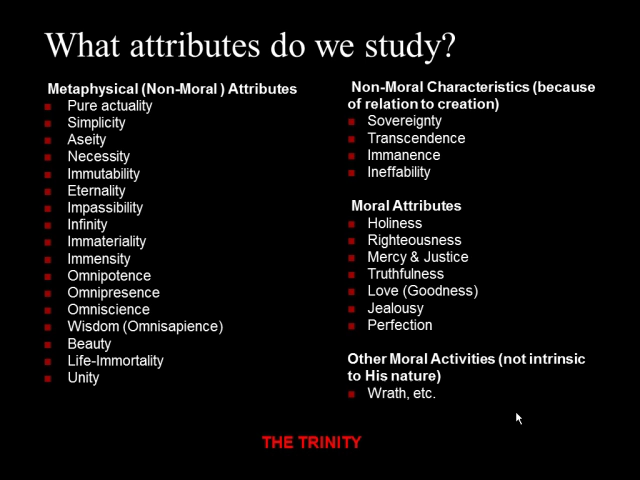 What attributes do we study?
Metaphysical (Non-Moral ) Attributes
Pure actuality
Simplicity
Aseity
Necessity
Immutability
Eternality
Impassibility
Infinity
Immateriality
Immensity
Omnipotence
Omnipresence
Omniscience
Wisdom (Omnisapience)
Beauty
Life-Immortality
Unity
Non-Moral Characteristics (because
of relation to creation)
Sovereignty
Transcendence
Immanence
Ineffability
Moral Attributes
Holiness
Righteousness
Mercy & Justice
Truthfulness
Love (Goodness)
Jealousy
Perfection
Other Moral Activities (not intrinsic
to His nature)
Wrath, etc.
THE TRINITY